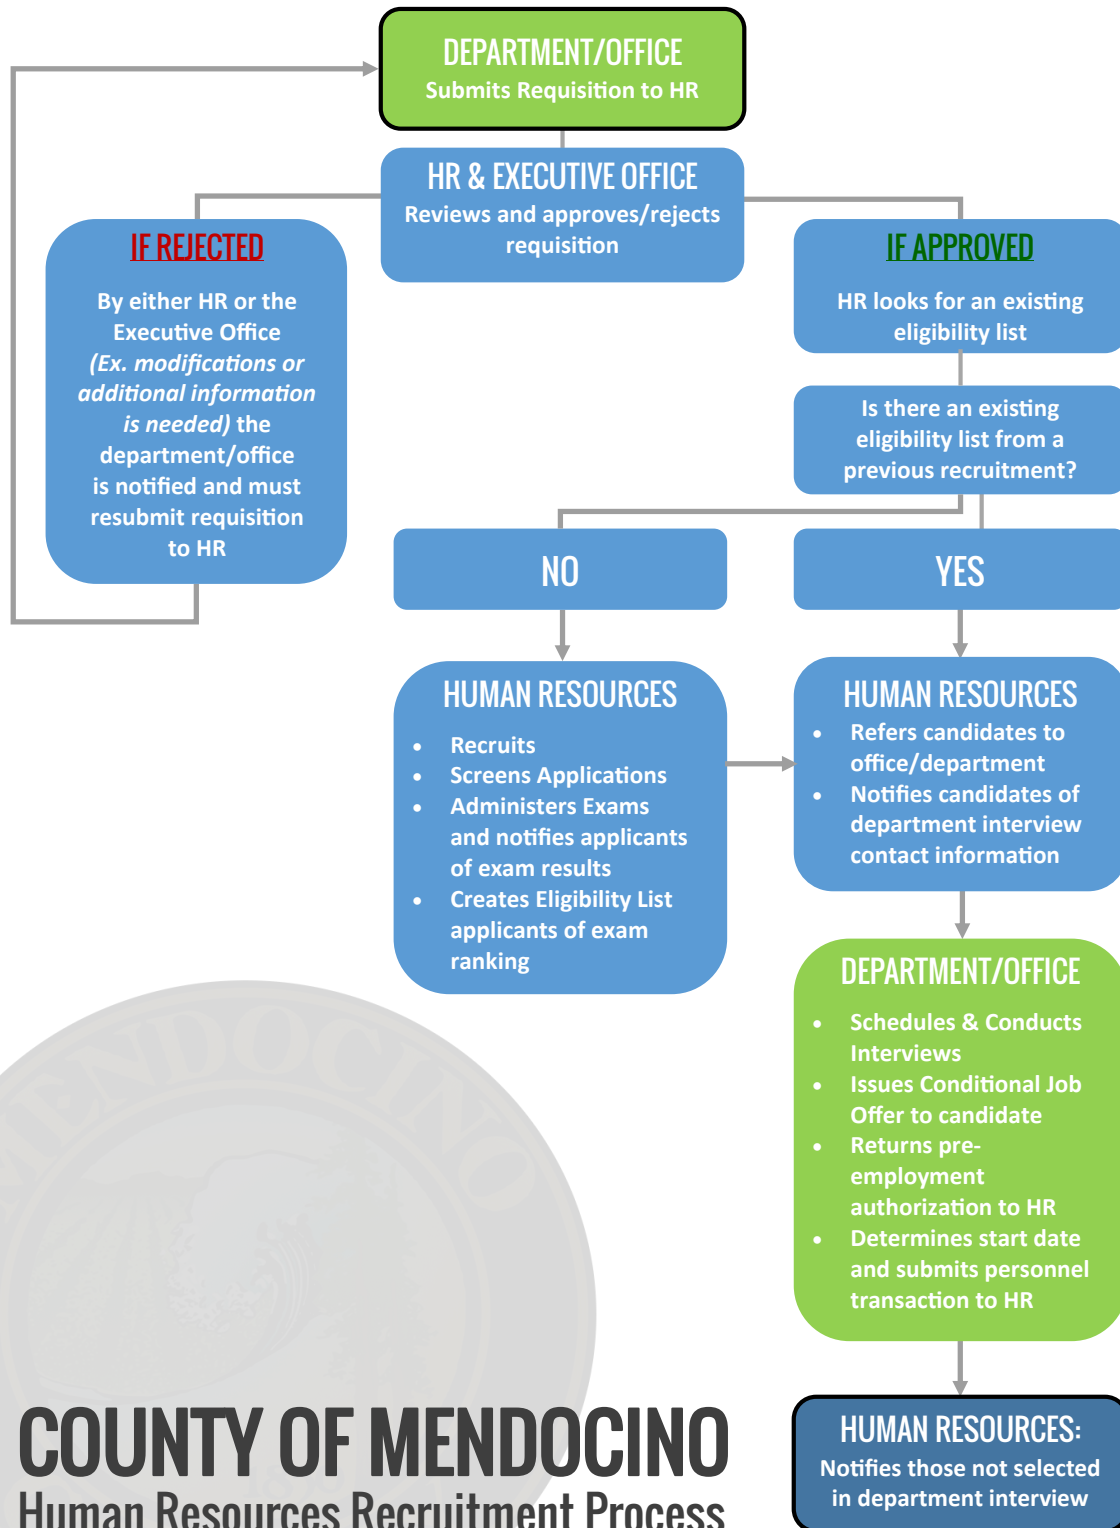 DEPARTMENT/OFFICE
Submits Requisition to HR
HR & EXECUTIVE OFFICE
Reviews and approves/rejects
requisition
IF REJECTED
By either HR or the
Executive Office
(Ex. modifications or
additional information
is needed) the
department/office
is notified and must
resubmit requisition
to HR
IF APPROVED
HR looks for an existing
eligibility list
Is there an existing
eligibility list from a
previous recruitment?
NO
YES
HUMAN RESOURCES
• Recruits
• Screens Applications
• Administers Exams
and notifies applicants
of exam results
• Creates Eligibility List
applicants of exam
ranking
HUMAN RESOURCES
• Refers candidates to
office/department
• Notifies candidates of
department interview
contact information
DEPARTMENT/OFFICE
• Schedules & Conducts
Interviews
• Issues Conditional Job
Offer to candidate
• Returns pre-
employment
authorization to HR
• Determines start date
and submits personnel
transaction to HR
HUMAN RESOURCES:
Notifies those not selected
in department interview
MENDOCINO
COUNTY OF MENDOCINO
Human Resources Recruitment Process